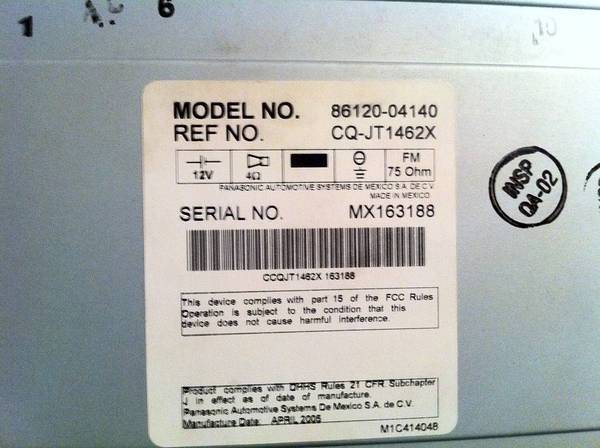 1 A.C 6
10
MODEL NO. 86120-04140
REF NO. CQ-JT1462X
12V 4Ω FM 75 Ohm
PANASONIC AUTOMOTIVE SYSTEMS DE MEXICO S.A. DE C.V.
MADE IN MEXICO
SERIAL NO. MX163188
CCQJT1462X 163188
This device complies with part 15 of the FCC Rules
Operation is subject to the condition that this
device does not cause harmful interference.
Product complies with DHHS Rules 21 CFR Subchapter
J in effect as of date of manufacture.
Panasonic Automotive Systems De Mexico S.A. de C.V.
Manufacture Date: APRIL 2005
M1C414048
INSP
QA-02